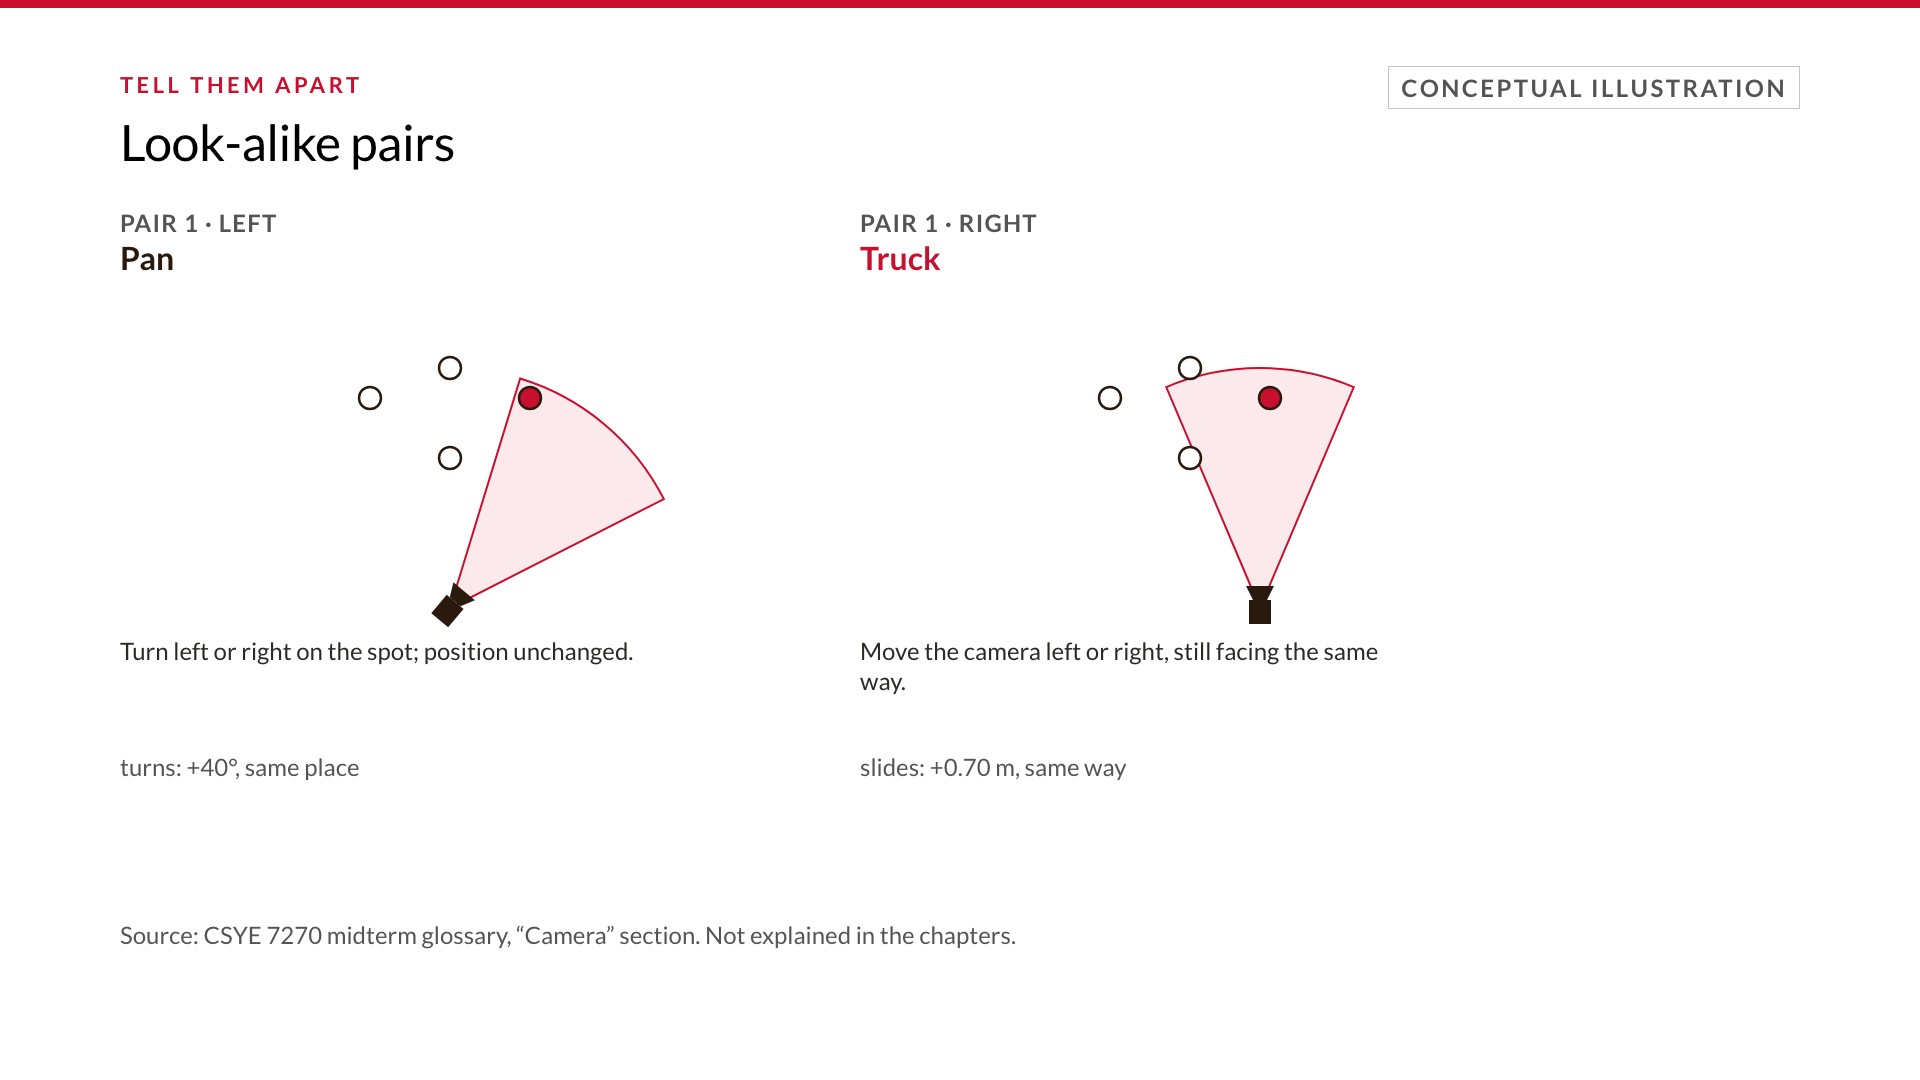 TELL THEM APART
CONCEPTUAL ILLUSTRATION
Look-alike pairs
PAIR 1 · LEFT
Pan
PAIR 1 · RIGHT
Truck
Turn left or right on the spot; position unchanged.
Move the camera left or right, still facing the same
way.
turns: +40°, same place
slides: +0.70 m, same way
Source: CSYE 7270 midterm glossary, “Camera” section. Not explained in the chapters.